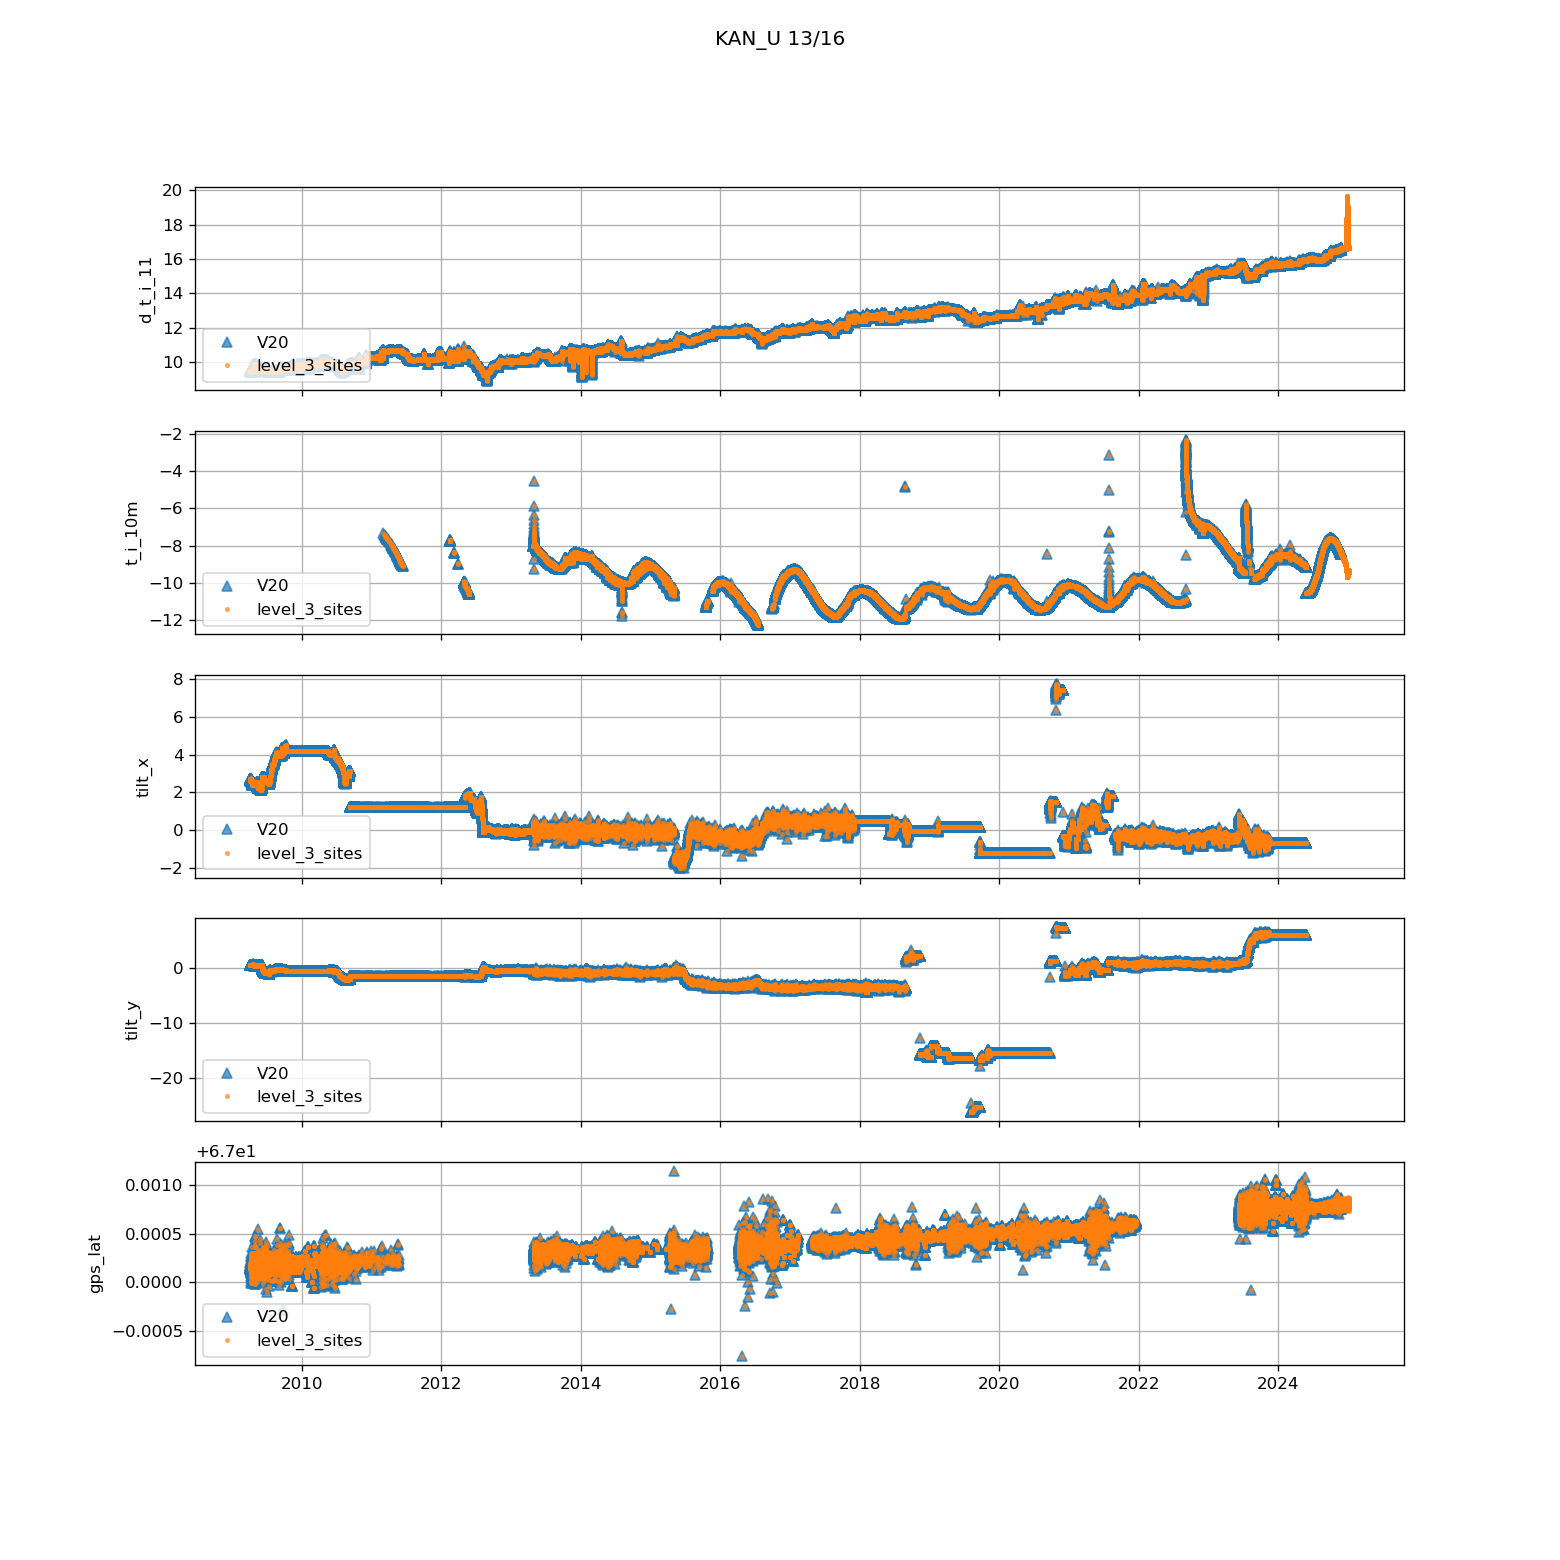 KAN_U 13/16
20
18
16
14
12
10
d_t_i_11
V20
level_3_sites
−2
−4
−6
−8
−10
−12
t_i_10m
V20
level_3_sites
8
6
4
2
0
−2
tilt_x
V20
level_3_sites
0
−10
−20
tilt_y
V20
level_3_sites
+6.7e1
0.0010
0.0005
0.0000
−0.0005
gps_lat
V20
level_3_sites
2010 2012 2014 2016 2018 2020 2022 2024